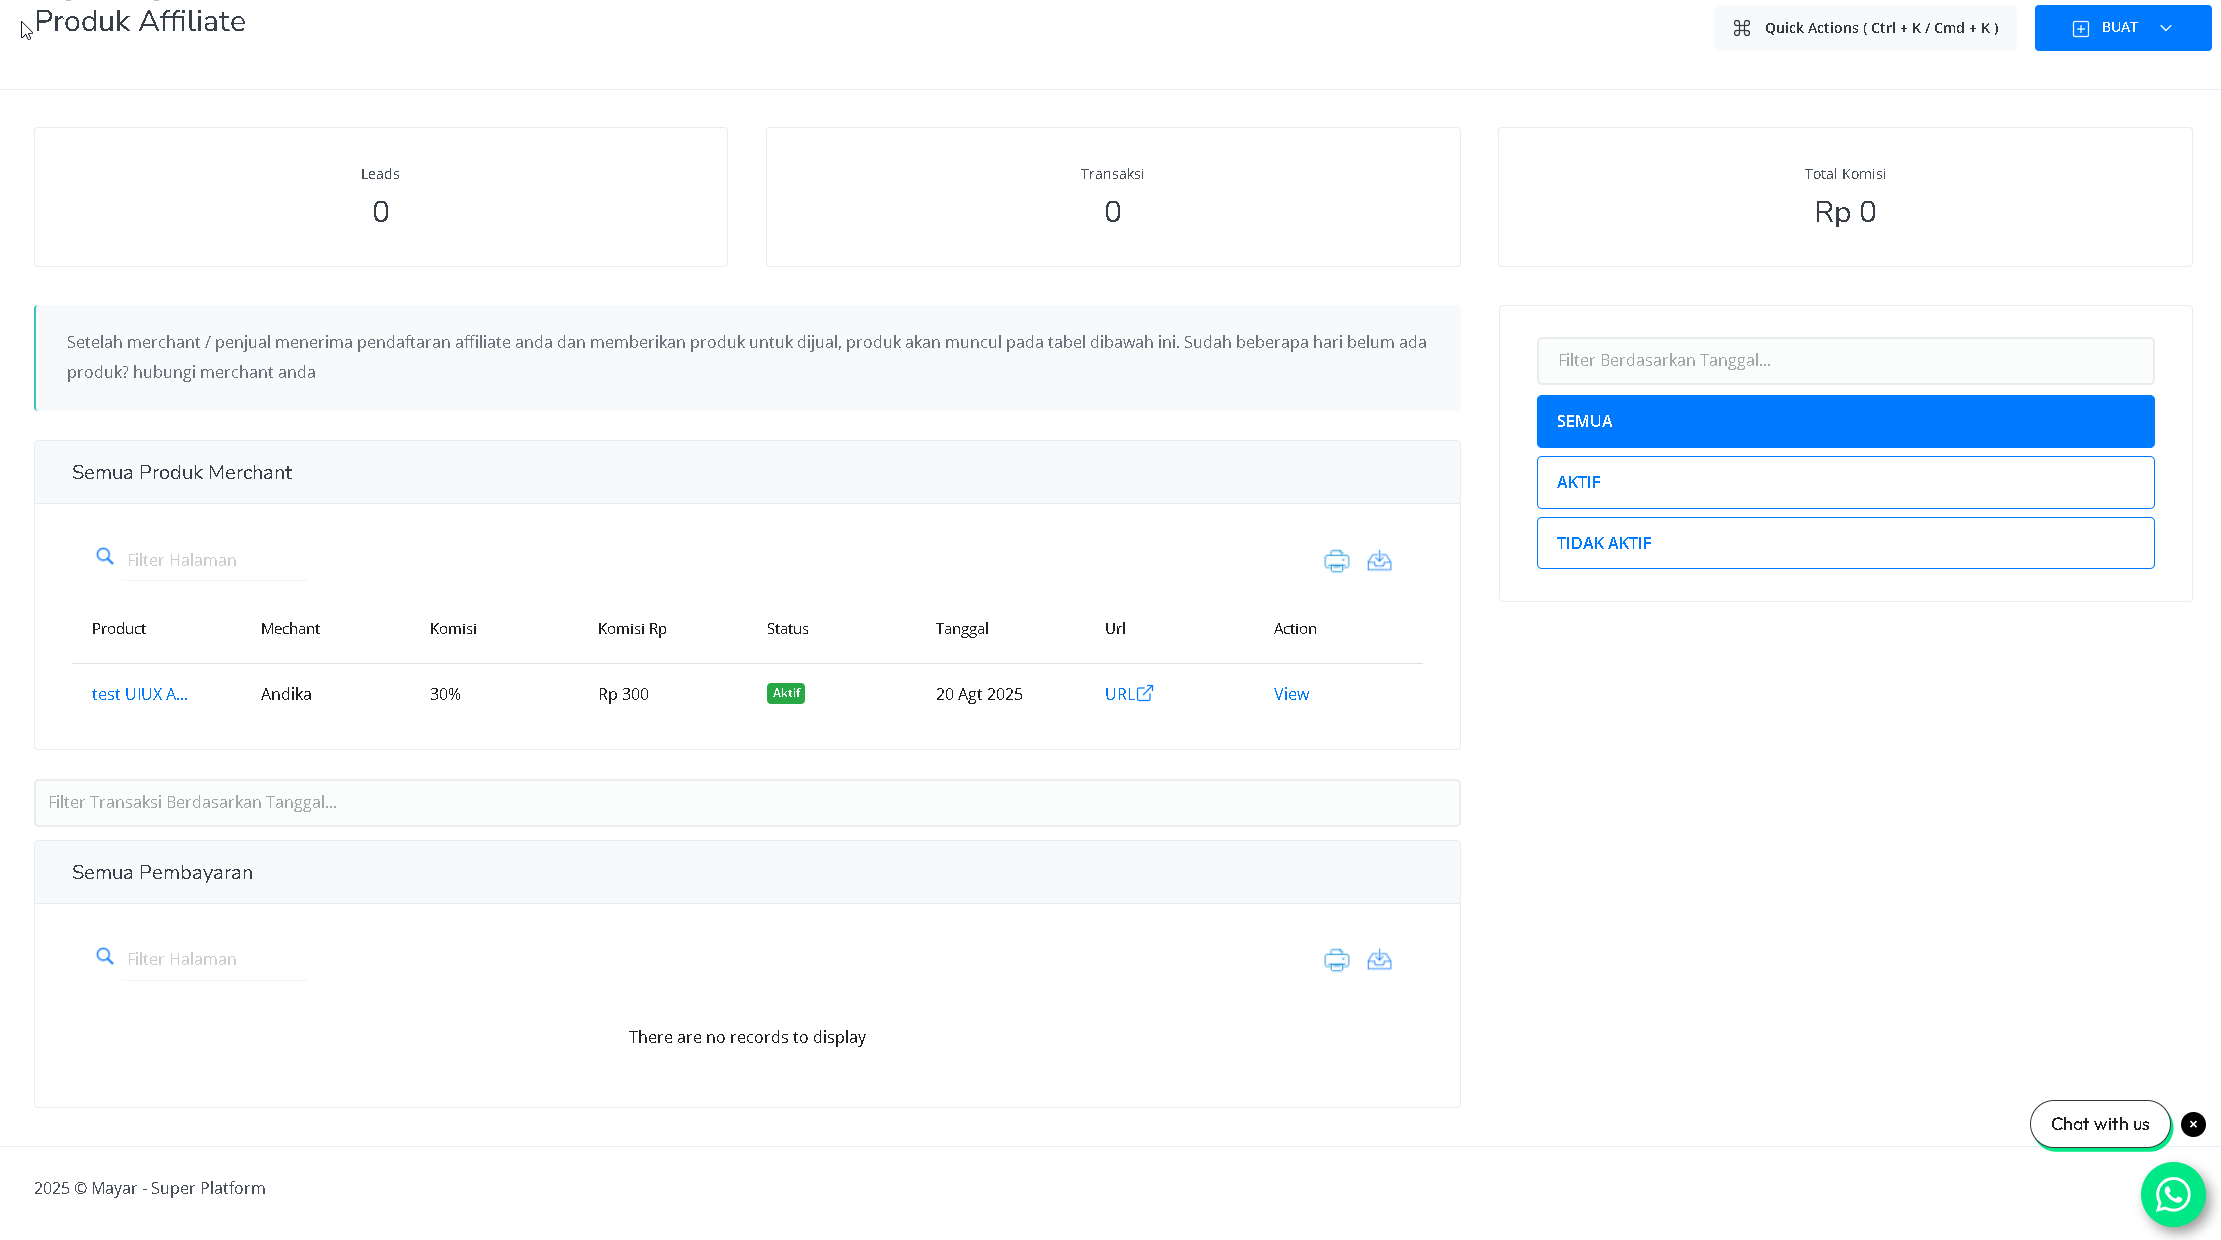 Produk Affiliate
Quick Actions ( Ctrl + K / Cmd + K )
BUAT
Leads
0
Transaksi
0
Total Komisi
Rp 0
Setelah merchant / penjual menerima pendaftaran affiliate anda dan memberikan produk untuk dijual, produk akan muncul pada tabel dibawah ini. Sudah beberapa hari belum ada
produk? hubungi merchant anda
Filter Berdasarkan Tanggal...
SEMUA
AKTIF
TIDAK AKTIF
Semua Produk Merchant
Filter Halaman
Product Mechant Komisi Komisi Rp Status Tanggal Url Action
test UIUX A... Andika 30% Rp 300 Aktif 20 Agt 2025 URL View
Filter Transaksi Berdasarkan Tanggal...
Semua Pembayaran
Filter Halaman
There are no records to display
Chat with us
2025 © Mayar - Super Platform